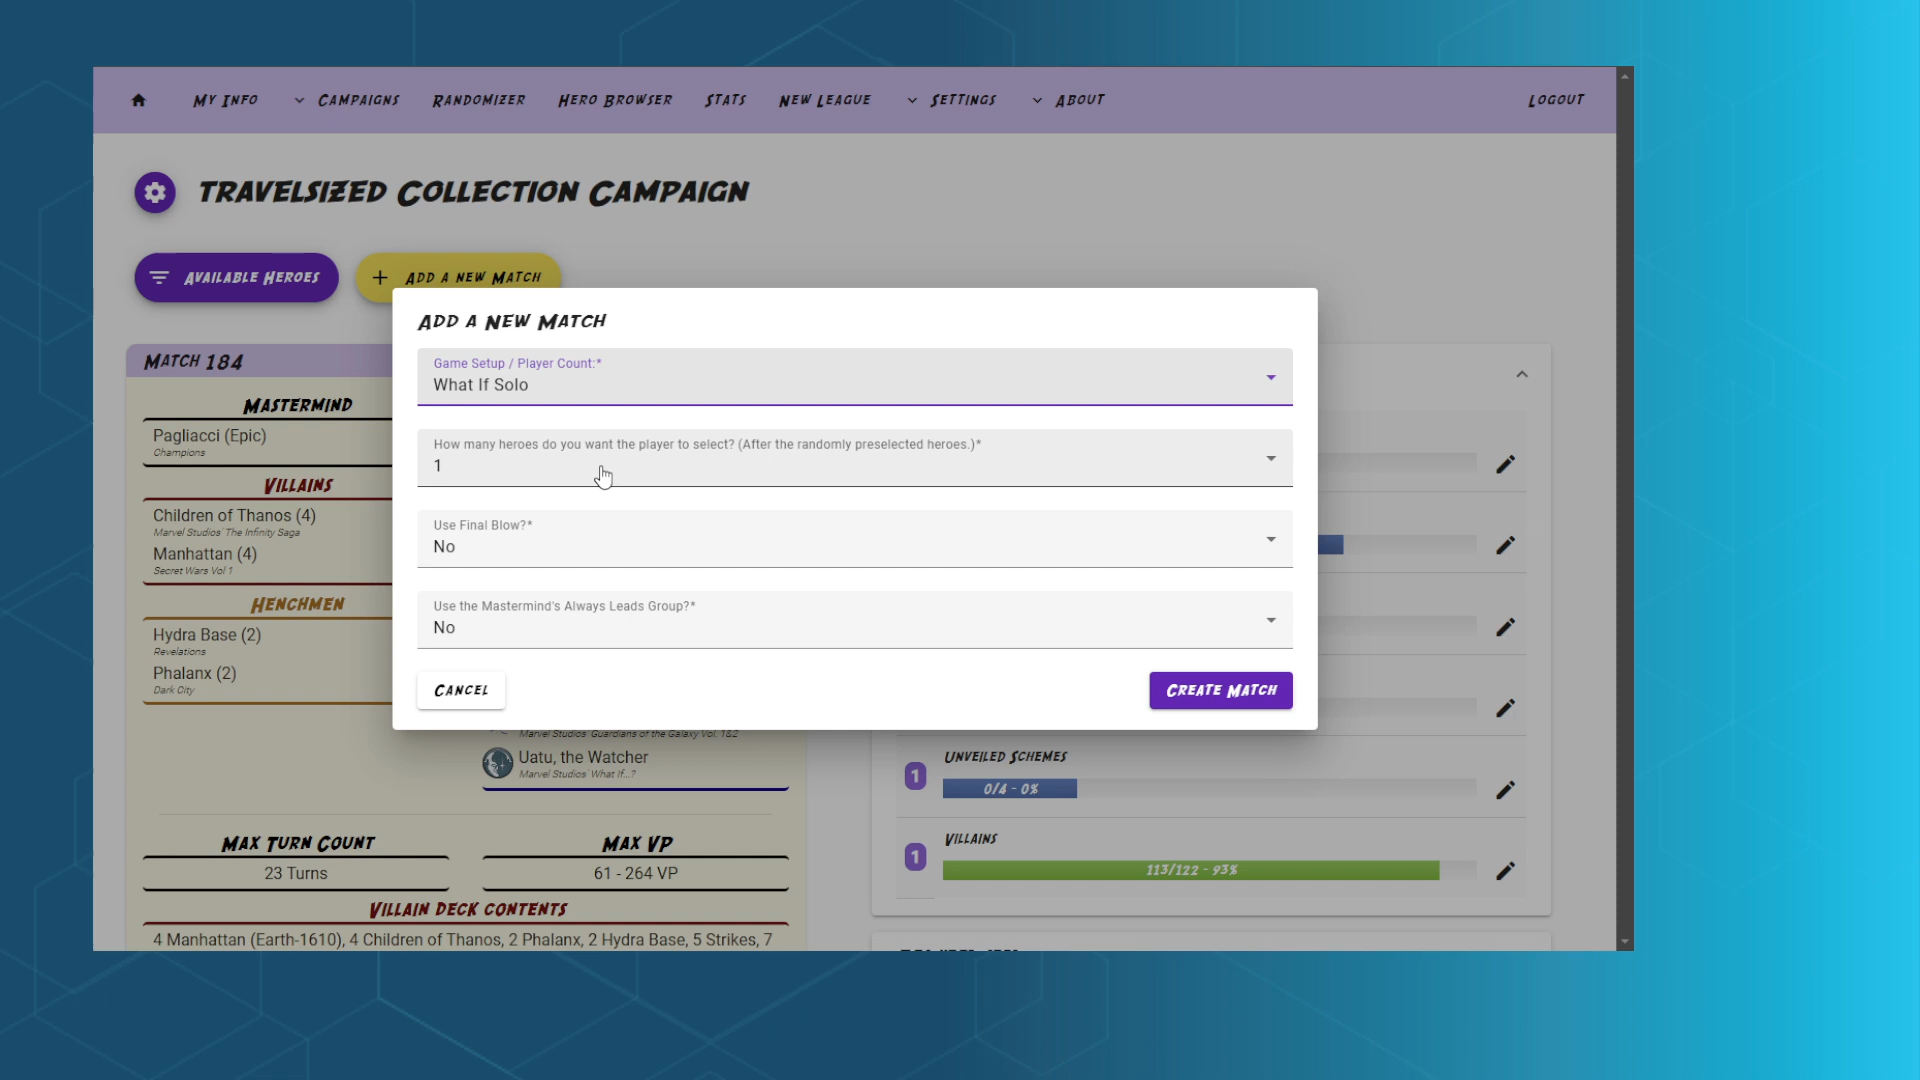 My Info
Campaigns
Randomizer
Hero Browser
Stats
New League
Settings
About
Logout
Travelsized Collection Campaign
Available Heroes
+ Add a new Match
Match 184
Mastermind
Pagliacci (Epic)
Champions
Villains
Children of Thanos (4)
Marvel Studios' The Infinity Saga
Manhattan (4)
Secret Wars Vol 1
Henchmen
Hydra Base (2)
Revelations
Phalanx (2)
Dark City
Add a New Match
Game Setup / Player Count:*
What If Solo
How many heroes do you want the player to select? (After the randomly preselected heroes.)*
1
Use Final Blow?*
No
Use the Mastermind's Always Leads Group?*
No
Cancel
Create Match
Marvel Studios' Guardians of the Galaxy Vol. 1&2
Uatu, the Watcher
Marvel Studios' What If...?
Max Turn Count
23 Turns
Max VP
61 - 264 VP
Villain deck contents
4 Manhattan (Earth-1610), 4 Children of Thanos, 2 Phalanx, 2 Hydra Base, 5 Strikes, 7
Unveiled Schemes
1
0/4 - 0%
Villains
1
113/122 - 93%